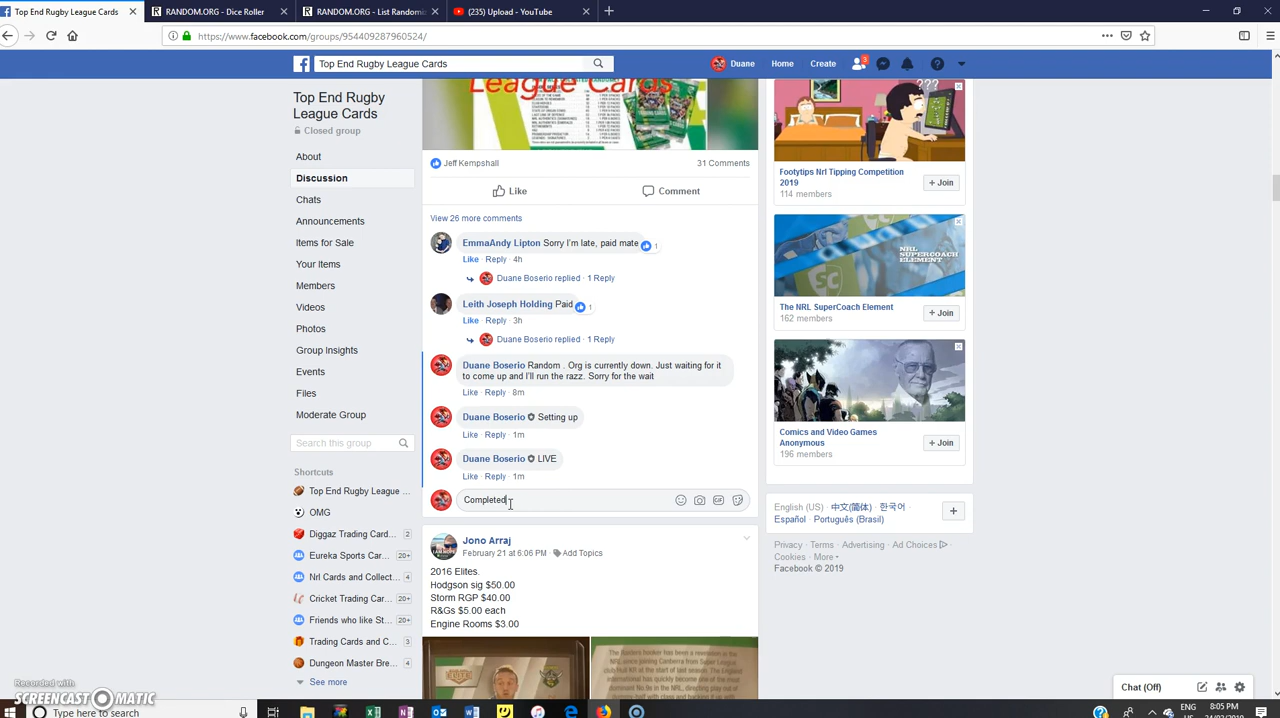 Top End Rugby League Cards
RANDOM.ORG - Dice Roller
RANDOM.ORG - List Randomi
(235) Upload - YouTube
https://www.facebook.com/groups/954409287960524/
Top End Rugby League Cards
Duane
Home
Create
3
Top End Rugby
League Cards
Closed group
About
Discussion
Chats
Announcements
Items for Sale
Your Items
Members
Videos
Photos
Group Insights
Events
Files
Moderate Group
Search this group
Shortcuts
Top End Rugby League ...
OMG
Diggaz Trading Card... 2
Eureka Sports Car... 20+
Nrl Cards and Collect... 4
Cricket Trading Car... 20+
Friends who like St... 20+
Trading Cards and C... 3
Dungeon Master Bre... 4
See more
League Cards
Jeff Kempshall
31 Comments
Like
Comment
View 26 more comments
EmmaAndy Lipton Sorry I'm late, paid mate
1
Like · Reply · 4h
Duane Boserio replied · 1 Reply
Leith Joseph Holding Paid
1
Like · Reply · 3h
Duane Boserio replied · 1 Reply
Duane Boserio Random . Org is currently down. Just waiting for it
to come up and I'll run the razz. Sorry for the wait
Like · Reply · 8m
Duane Boserio Setting up
Like · Reply · 1m
Duane Boserio LIVE
Like · Reply · 1m
Completed
Jono Arraj
February 21 at 6:06 PM · Add Topics
2016 Elites.
Hodgson sig $50.00
Storm RGP $40.00
R&Gs $5.00 each
Engine Rooms $3.00
???
Footytips Nrl Tipping Competition
2019
114 members
+ Join
NRL
SUPERCOACH
ELEMENT
The NRL SuperCoach Element
162 members
+ Join
Comics and Video Games
Anonymous
196 members
+ Join
English (US) · 中文(简体) · 한국어 ·
Español · Português (Brasil)
Privacy · Terms · Advertising · Ad Choices ·
Cookies · More
Facebook © 2019
Chat (Off)
SCREENCAST MATIC
Type here to search
ENG
8:05 PM